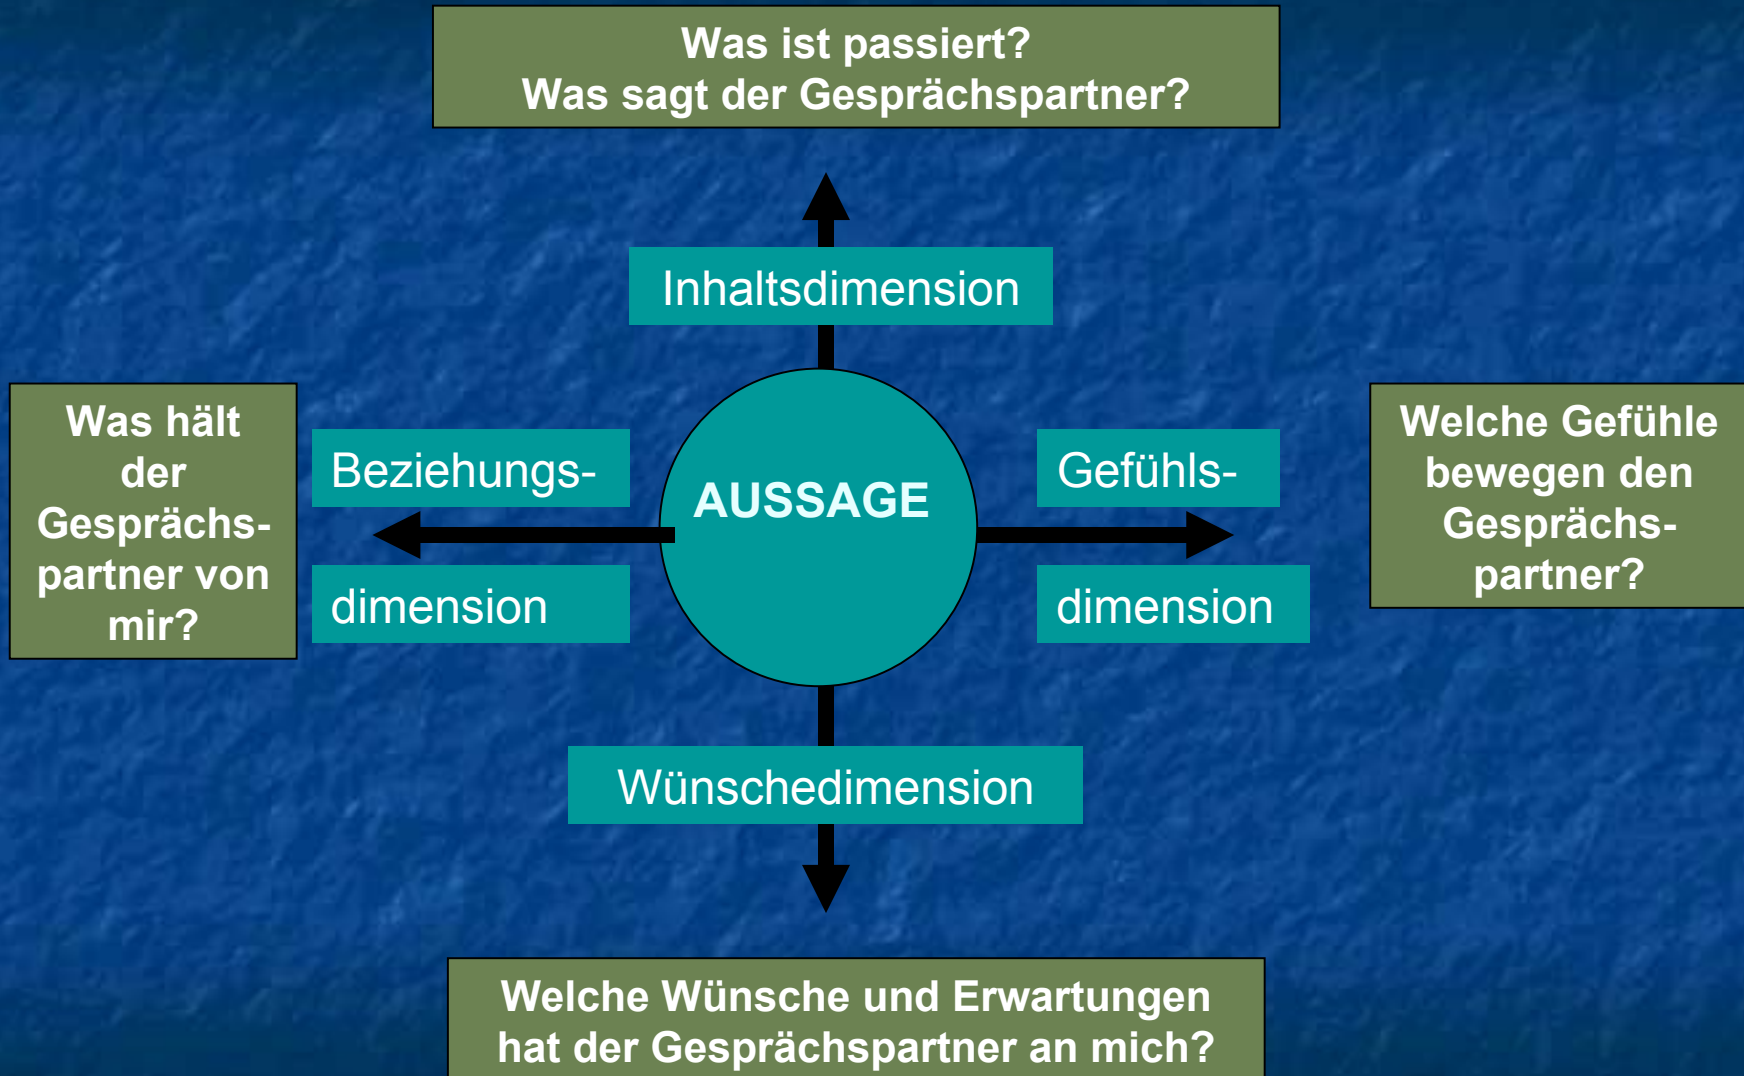 Was ist passiert?
Was sagt der Gesprächspartner?
Inhaltsdimension
Was hält
der
Gesprächs-
partner von
mir?
Beziehungs-
dimension
AUSSAGE
Gefühls-
dimension
Welche Gefühle
bewegen den
Gesprächs-
partner?
Wünschedimension
Welche Wünsche und Erwartungen
hat der Gesprächspartner an mich?